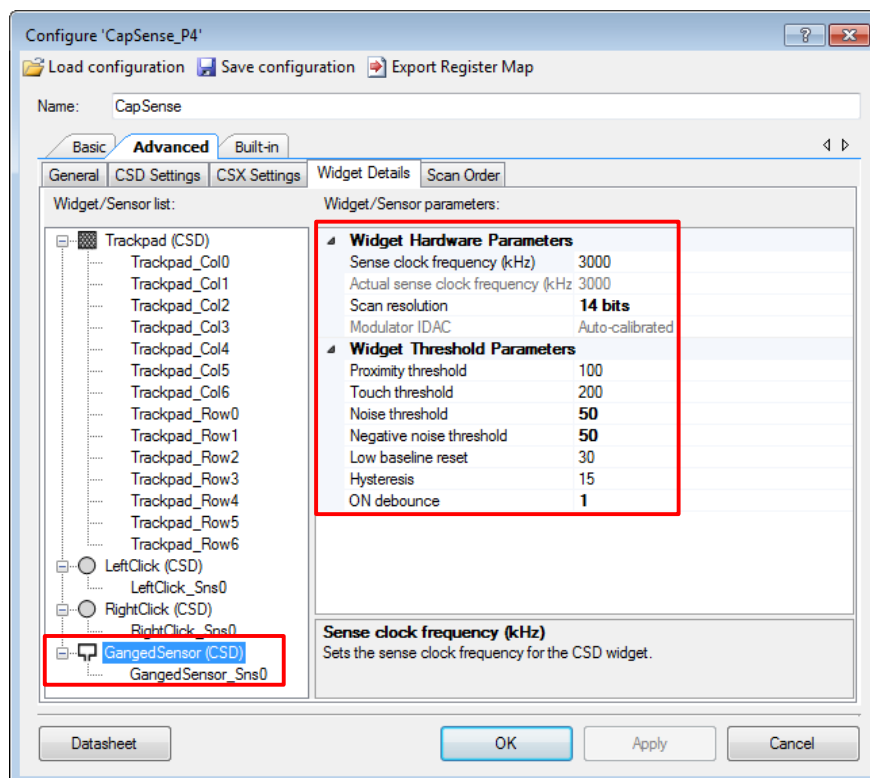 Configure 'CapSense_P4'
Load configuration Save configuration Export Register Map
Name: CapSense
Basic Advanced Built-in
General CSD Settings CSX Settings Widget Details Scan Order
Widget/Sensor list: Widget/Sensor parameters:
Trackpad (CSD)
Trackpad_Col0
Trackpad_Col1
Trackpad_Col2
Trackpad_Col3
Trackpad_Col4
Trackpad_Col5
Trackpad_Col6
Trackpad_Row0
Trackpad_Row1
Trackpad_Row2
Trackpad_Row3
Trackpad_Row4
Trackpad_Row5
Trackpad_Row6
LeftClick (CSD)
LeftClick_Sns0
RightClick (CSD)
RightClick_Sns0
GangedSensor (CSD)
GangedSensor_Sns0
Widget Hardware Parameters
Sense clock frequency (kHz) 3000
Actual sense clock frequency (kHz 3000
Scan resolution 14 bits
Modulator IDAC Auto-calibrated
Widget Threshold Parameters
Proximity threshold 100
Touch threshold 200
Noise threshold 50
Negative noise threshold 50
Low baseline reset 30
Hysteresis 15
ON debounce 1
Sense clock frequency (kHz)
Sets the sense clock frequency for the CSD widget.
Datasheet OK Apply Cancel